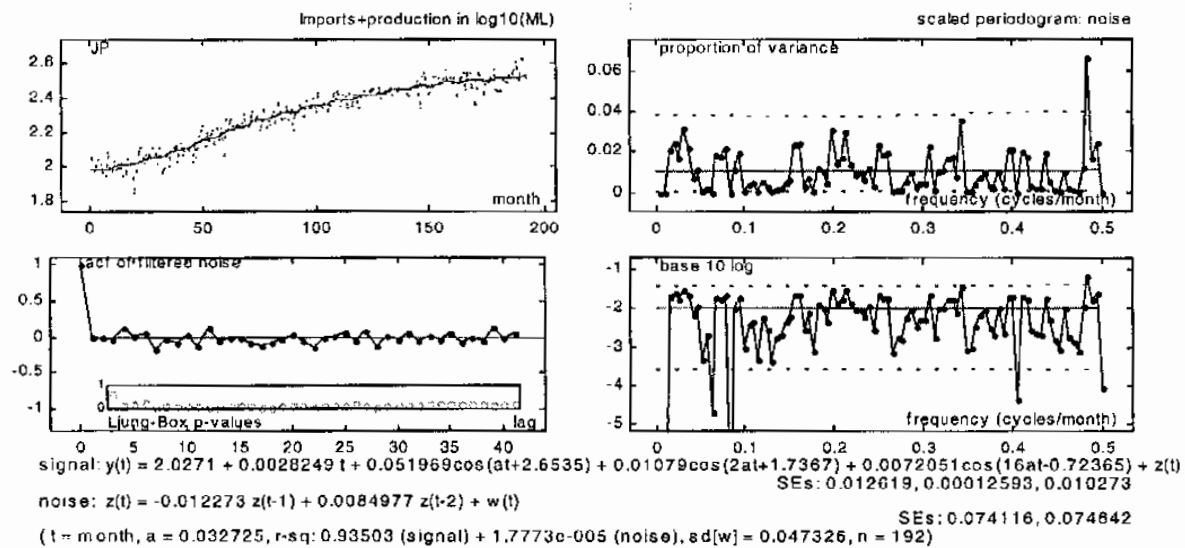 Imports+production in log10(ML)
scaled periodogram: noise
JP
proportion of variance
2.6
2.4
2.2
2
1.8
month
0 50 100 150 200
0.06
0.04
0.02
0
frequency (cycles/month)
0 0.1 0.2 0.3 0.4 0.5
acf of filtered noise
base 10 log
1
0.5
0
-0.5
-1
1
0
Ljung-Box p-values
lag
0 5 10 15 20 25 30 35 40
-1
-2
-3
-4
-5
frequency (cycles/month)
0 0.1 0.2 0.3 0.4 0.5
signal: y(t) = 2.0271 + 0.0028249 t + 0.051969cos(at+2.6535) + 0.01079cos(2at+1.7367) + 0.0072051cos(16at-0.72365) + z(t)
SEs: 0.012619, 0.00012593, 0.010273
noise: z(t) = -0.012273 z(t-1) + 0.0084977 z(t-2) + w(t)
SEs: 0.074116, 0.074642
( t = month, a = 0.032725, r-sq: 0.93503 (signal) + 1.7773e-005 (noise), sd[w] = 0.047326, n = 192)